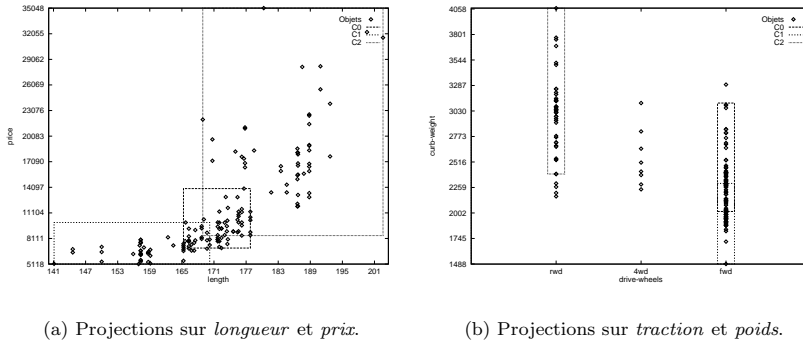 35048
32055
29062
26069
23076
20083
17090
14097
11104
8111
5118
price
141 147 153 159 165 171 177 183 189 195 201
length
Objets
C0
C1
C2
(a) Projections sur longueur et prix.
4058
3801
3544
3287
3030
2773
2516
2259
2002
1745
1488
curb-weight
rwd 4wd fwd
drive-wheels
Objets
C0
C1
C2
(b) Projections sur traction et poids.